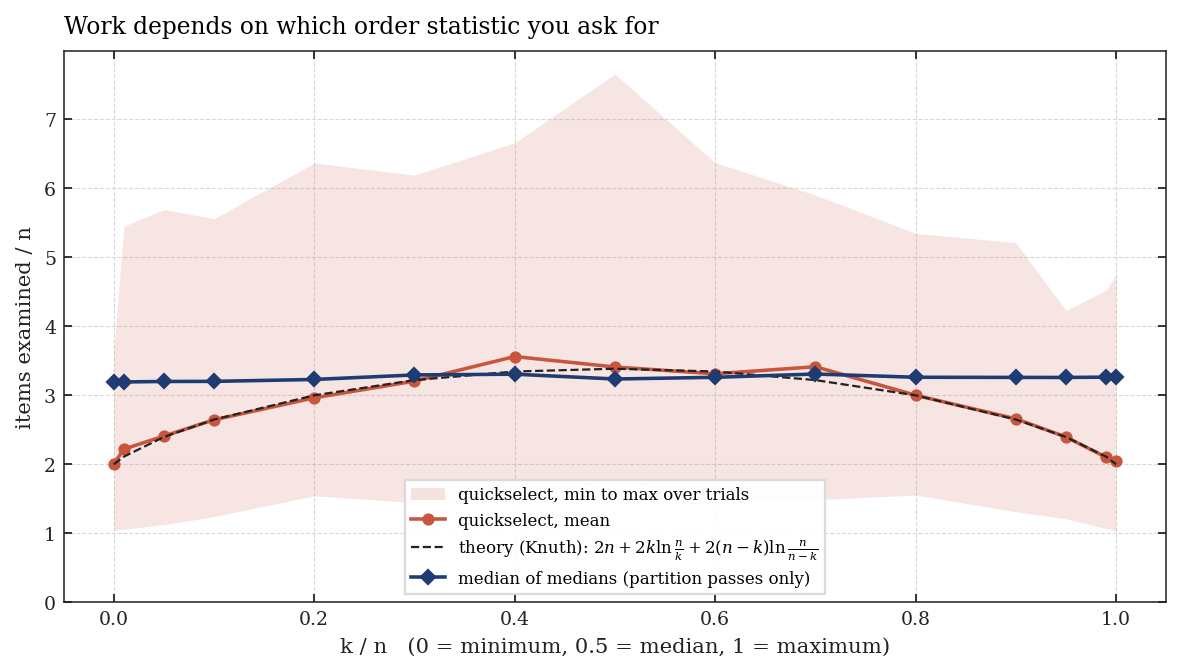 Work depends on which order statistic you ask for
items examined / n
7
6
5
4
3
2
1
0
quickselect, min to max over trials
quickselect, mean
theory (Knuth): 2n + 2k ln n/k + 2(n − k) ln n/(n − k)
median of medians (partition passes only)
0.0 0.2 0.4 0.6 0.8 1.0
k / n (0 = minimum, 0.5 = median, 1 = maximum)